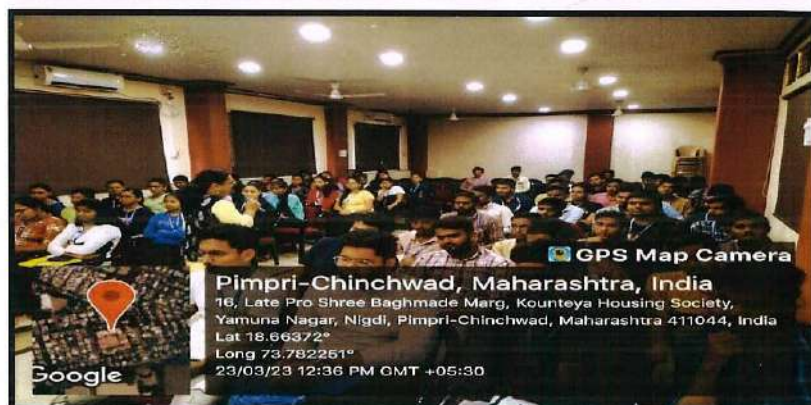 GPS Map Camera
Pimpri-Chinchwad, Maharashtra, India
16, Late Pro Shree Baghmade Marg, Kounteya Housing Society,
Yamuna Nagar, Nigdi, Pimpri-Chinchwad, Maharashtra 411044, India
Lat 18.66372°
Long 73.782251°
23/03/23 12:36 PM GMT +05:30
Google